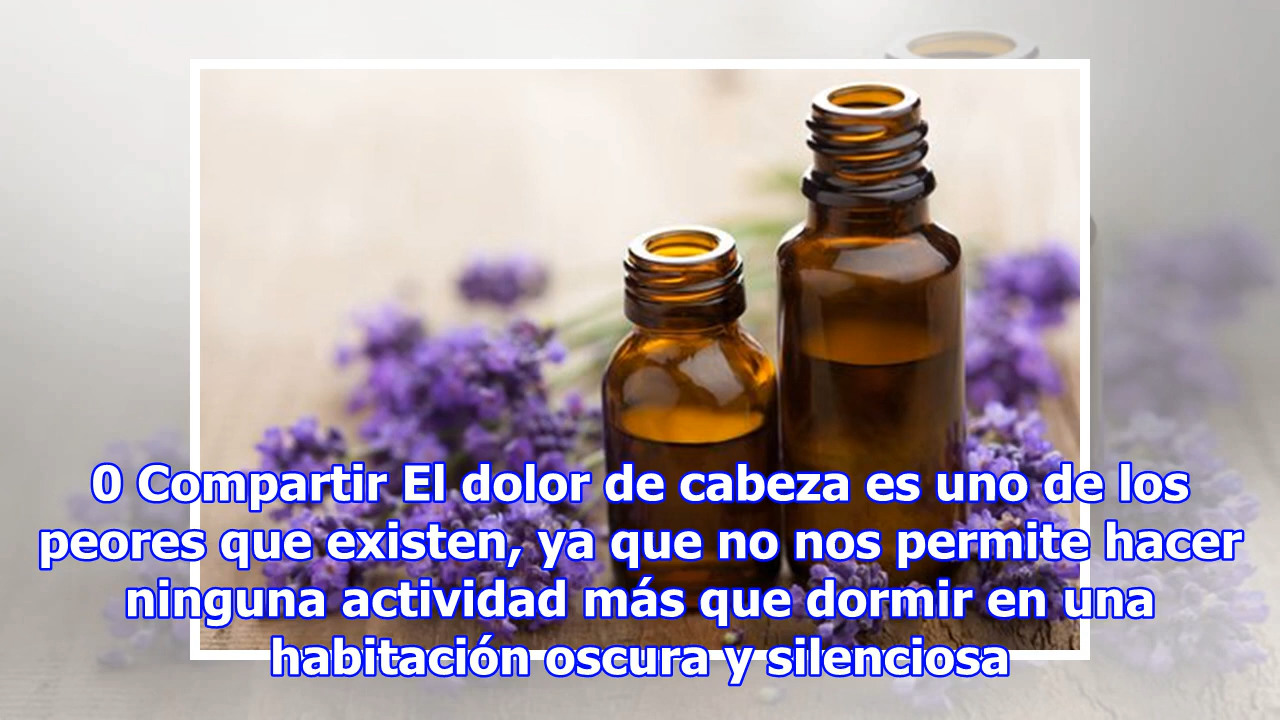 0 Compartir El dolor de cabeza es uno de los
peores que existen, ya que no nos permite hacer
ninguna actividad más que dormir en una
habitación oscura y silenciosa